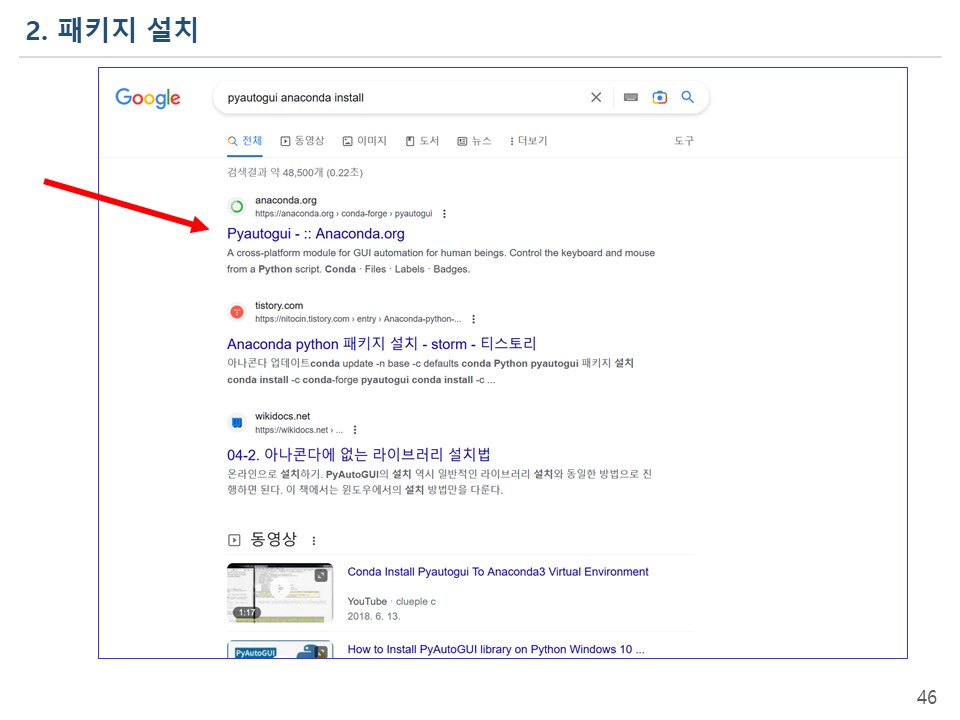 2. 패키지 설치
Google
pyautogui anaconda install
전체 동영상 이미지 도서 뉴스 더보기 도구
검색결과 약 48,500개 (0.22초)
anaconda.org
https://anaconda.org › conda-forge › pyautogui
Pyautogui - :: Anaconda.org
A cross-platform module for GUI automation for human beings. Control the keyboard and mouse
from a Python script. Conda · Files · Labels · Badges.
tistory.com
https://nitocin.tistory.com › entry › Anaconda-python-...
Anaconda python 패키지 설치 - storm - 티스토리
아나콘다 업데이트conda update -n base -c defaults conda Python pyautogui 패키지 설치
conda install -c conda-forge pyautogui conda install -c ...
wikidocs.net
https://wikidocs.net › ...
04-2. 아나콘다에 없는 라이브러리 설치법
온라인으로 설치하기. PyAutoGUI의 설치 역시 일반적인 라이브러리 설치와 동일한 방법으로 진
행하면 된다. 이 책에서는 윈도우에서의 설치 방법만을 다룬다.
동영상
Conda Install Pyautogui To Anaconda3 Virtual Environment
1:17
YouTube · clueple c
2018. 6. 13.
PyAutoGUI
How to Install PyAutoGUI library on Python Windows 10 ...
46